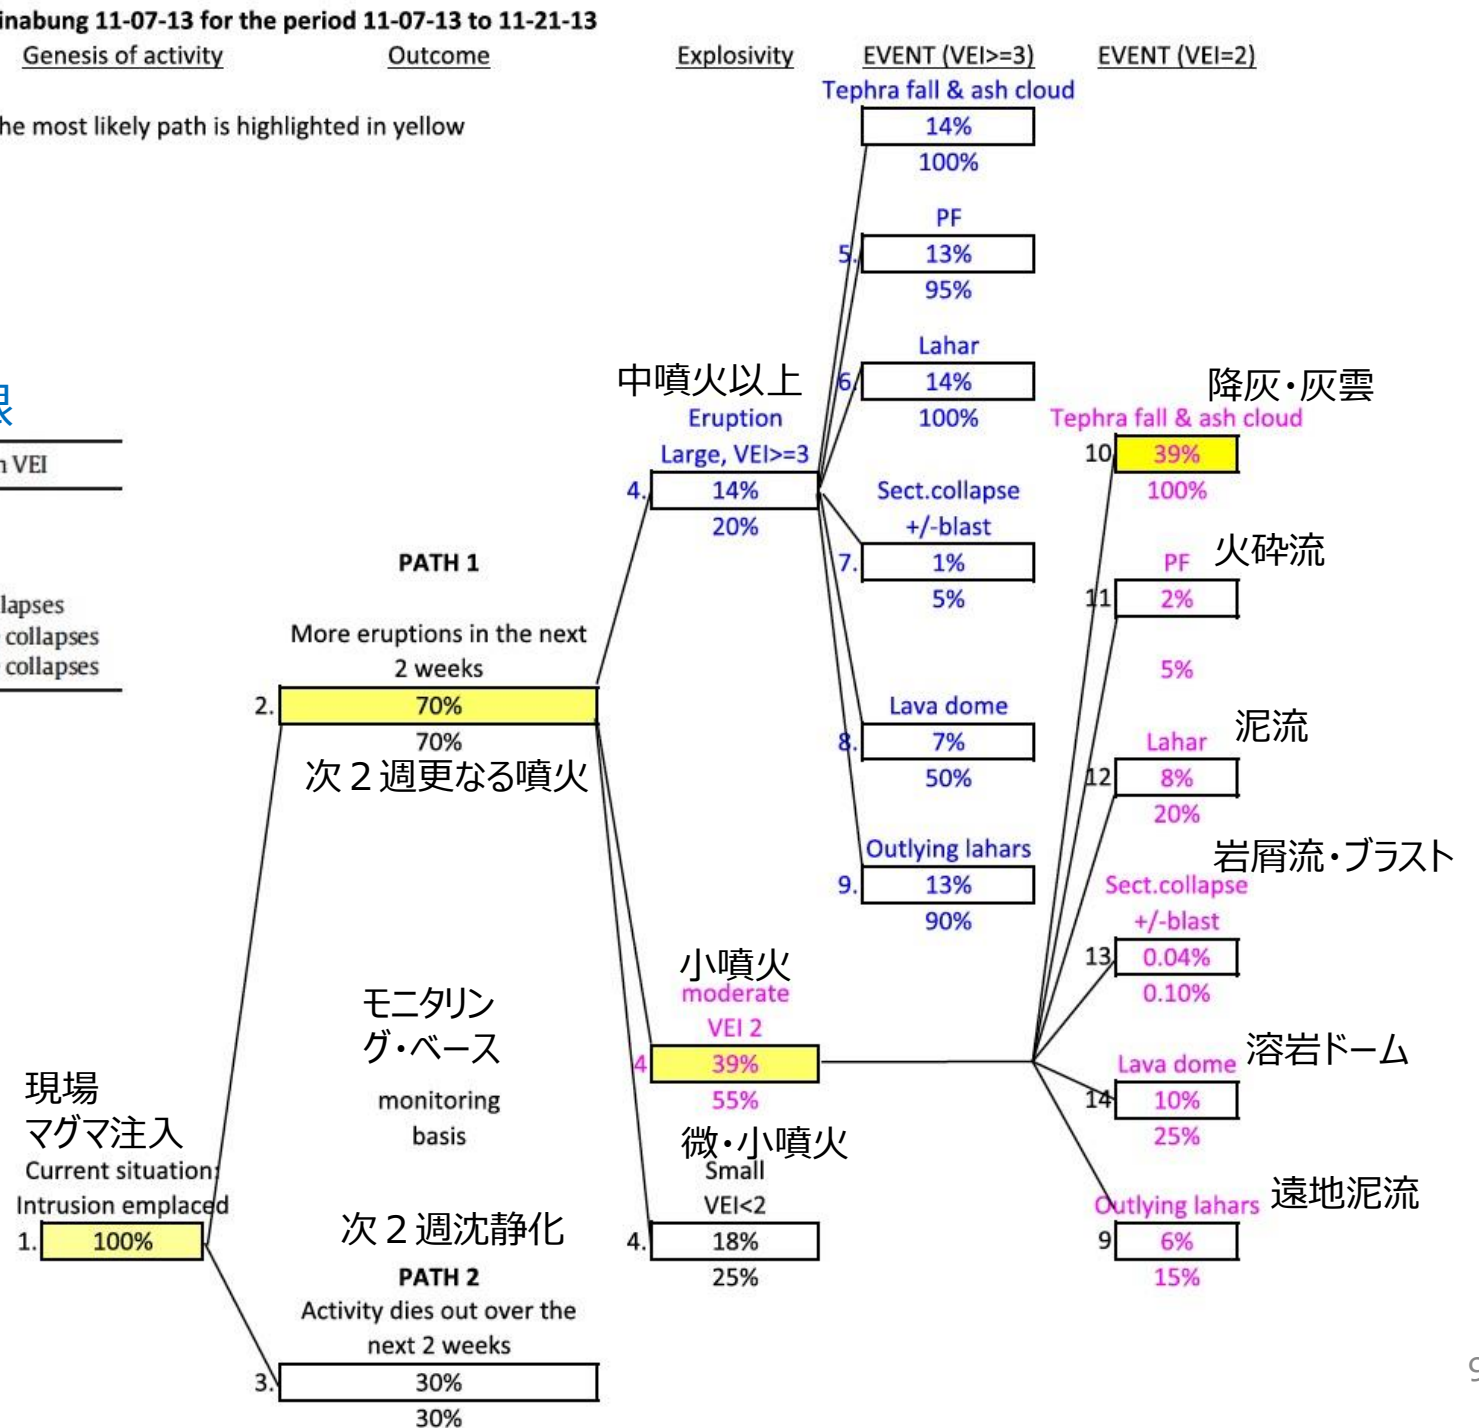 inabung 11-07-13 for the period 11-07-13 to 11-21-13
Genesis of activity
Outcome
Explosivity
EVENT (VEI>=3)
EVENT (VEI=2)
he most likely path is highlighted in yellow
Tephra fall & ash cloud
14%
100%
PF
5.
13%
95%
Lahar
6.
14%
100%
Sect.collapse
+/-blast
7.
1%
5%
Lava dome
8.
7%
50%
Outlying lahars
9.
13%
90%
VEI
lapses
collapses
collapses
中噴火以上
Eruption
Large, VEI>=3
4.
14%
20%
PATH 1
More eruptions in the next
2 weeks
2.
70%
70%
次2週更なる噴火
モニタリン
グ・ベース
monitoring
basis
小噴火
moderate
VEI 2
4
39%
55%
微・小噴火
Small
VEI<2
4.
18%
25%
現場
マグマ注入
Current situation:
Intrusion emplaced
1.
100%
次2週沈静化
PATH 2
Activity dies out over the
next 2 weeks
3.
30%
30%
降灰・灰雲
Tephra fall & ash cloud
10
39%
100%
火砕流
PF
11
2%
5%
泥流
Lahar
12
8%
20%
岩屑流・ブラスト
Sect.collapse
+/-blast
13
0.04%
0.10%
溶岩ドーム
Lava dome
14
10%
25%
遠地泥流
Outlying lahars
9
6%
15%